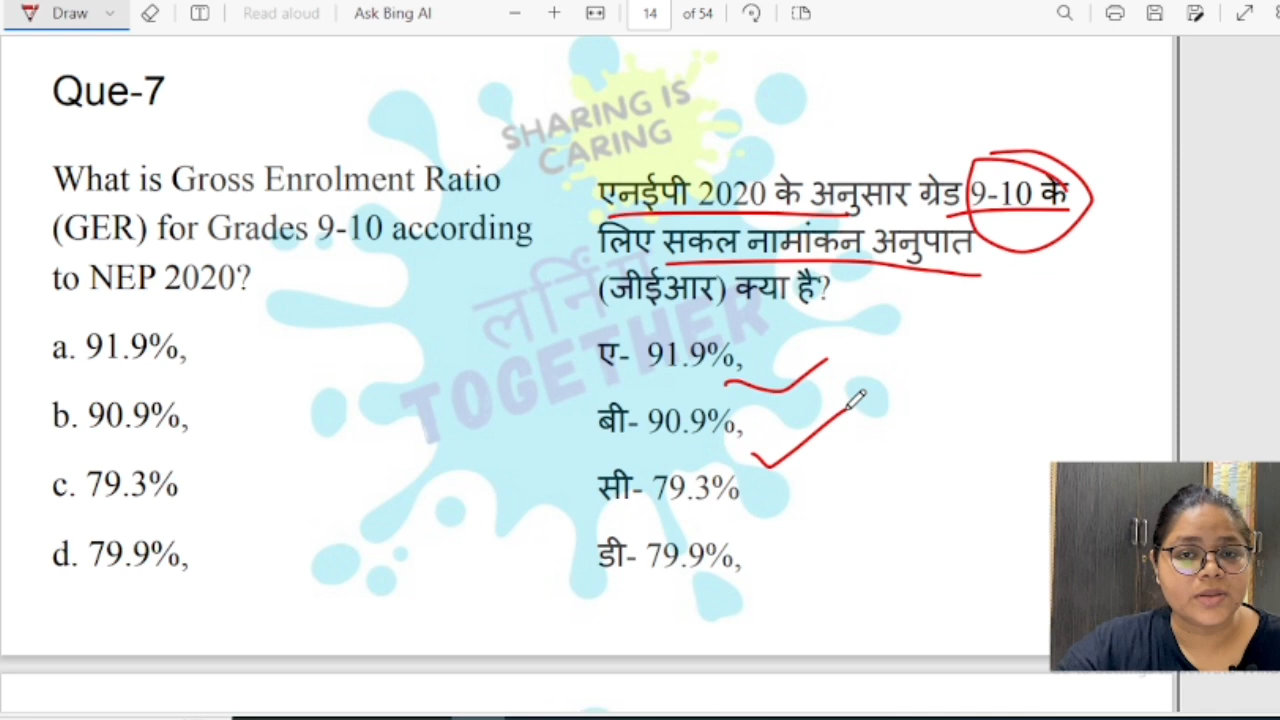 Draw
Read aloud
Ask Bing AI
14 of 54
Que-7
SHARING IS
CARING
What is Gross Enrolment Ratio
(GER) for Grades 9-10 according
to NEP 2020?
a. 91.9%,
b. 90.9%,
c. 79.3%
d. 79.9%,
एनईपी 2020 के अनुसार ग्रेड 9-10 के
लिए सकल नामांकन अनुपात
(जीईआर) क्या है?
ए- 91.9%,
बी- 90.9%,
सी- 79.3%
डी- 79.9%,
लर्निंग
TOGETHER